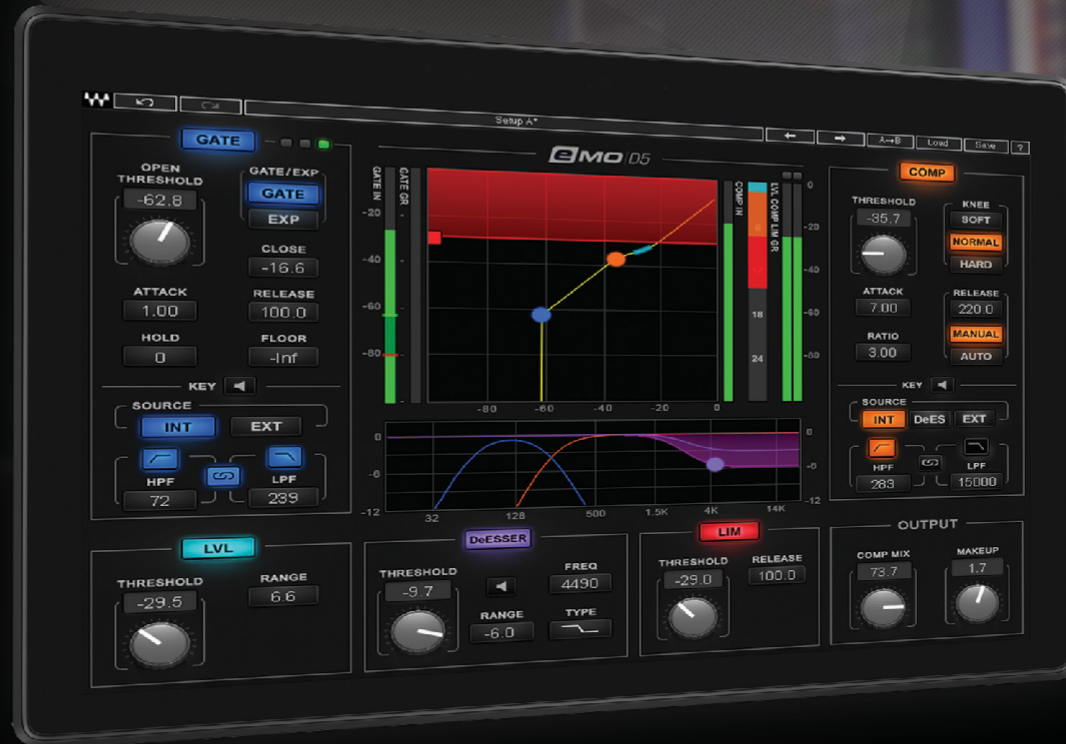 Setup A*
A→B
Load
Save
?
eMO D5
GATE
OPEN
THRESHOLD
-62.8
GATE/EXP
GATE
EXP
CLOSE
-16.6
ATTACK
1.00
RELEASE
100.0
HOLD
0
FLOOR
-Inf
KEY
SOURCE
INT
EXT
HPF
72
LPF
239
GATE IN
GATE GR
0
-20
-40
-60
-80
-80
-60
-40
-20
0
COMP IN
LVL COMP LIM GR
18
24
0
-20
-40
-60
-80
0
-6
-12
32
128
500
1.5K
4K
14K
0
-6
-12
COMP
THRESHOLD
-35.7
KNEE
SOFT
NORMAL
HARD
ATTACK
7.00
RELEASE
220.0
RATIO
3.00
MANUAL
AUTO
KEY
SOURCE
INT
DeES
EXT
HPF
283
LPF
15000
LVL
THRESHOLD
-29.5
RANGE
6.6
DeESSER
THRESHOLD
-9.7
FREQ
4490
RANGE
-6.0
TYPE
LIM
THRESHOLD
-29.0
RELEASE
100.0
OUTPUT
COMP MIX
73.7
MAKEUP
1.7